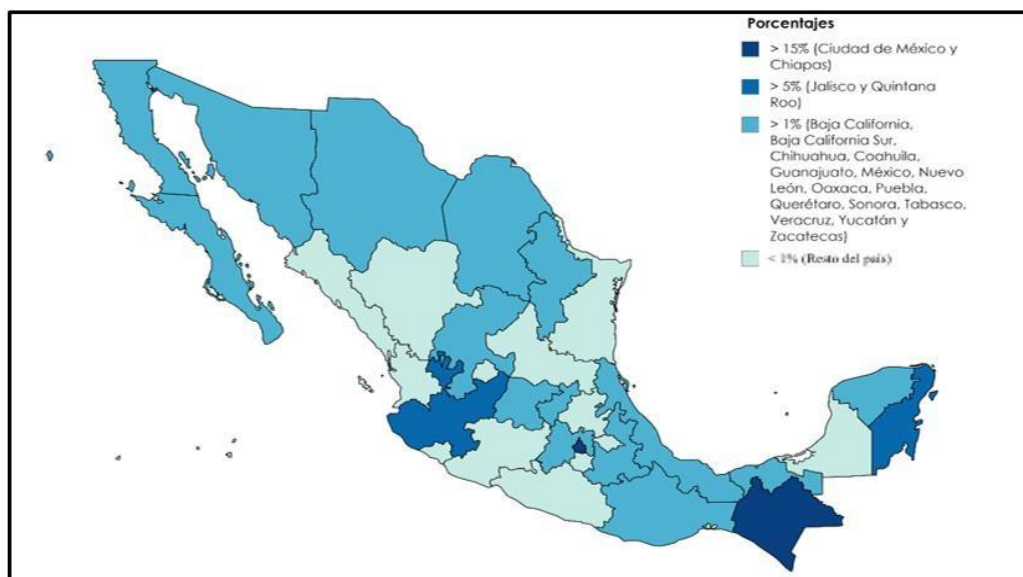 Porcentajes
> 15% (Ciudad de México y
Chiapas)
> 5% (Jalisco y Quintana
Roo)
> 1% (Baja California,
Baja California Sur,
Chihuahua, Coahuila,
Guanajuato, México, Nuevo
León, Oaxaca, Puebla,
Querétaro, Sonora, Tabasco,
Veracruz, Yucatán y
Zacatecas)
< 1% (Resto del país)